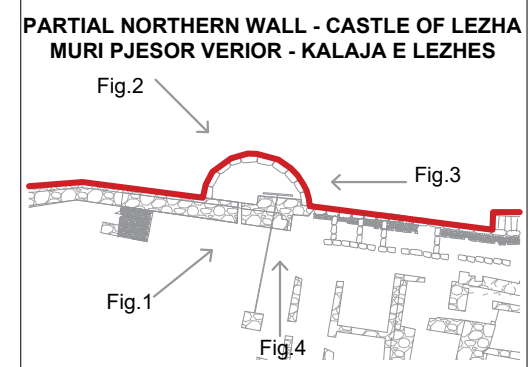 PARTIAL NORTHERN WALL - CASTLE OF LEZHA
MURI PJESOR VERIOR - KALAJA E LEZHES
Fig.2
Fig.3
Fig.1
Fig.4